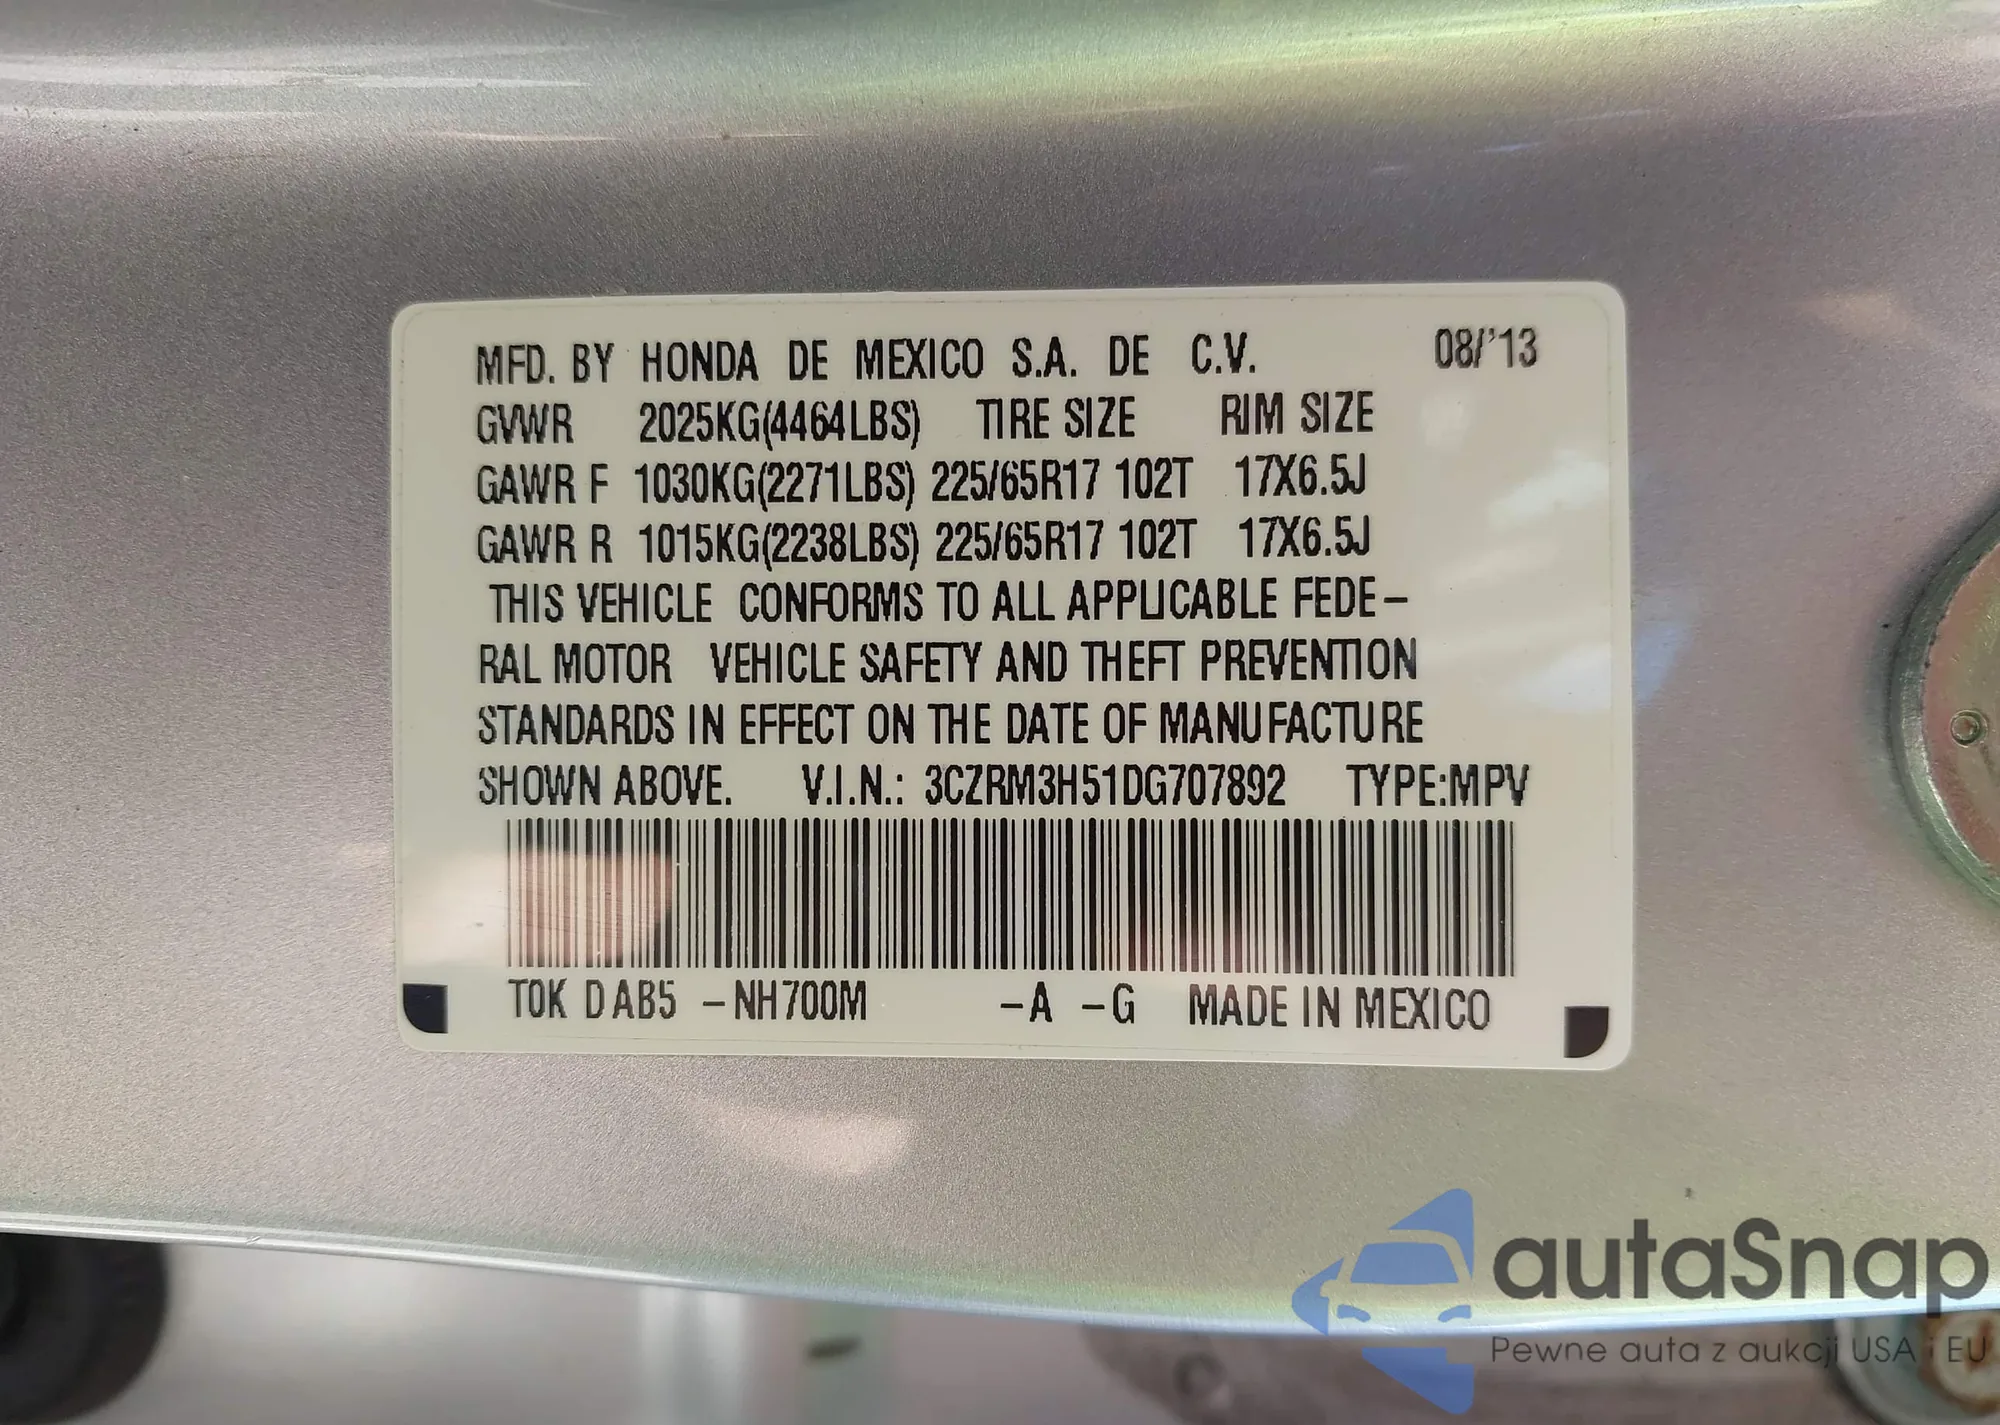 MFD. BY HONDA DE MEXICO S.A. DE C.V. 08/'13
GVWR 2025KG(4464LBS) TIRE SIZE RIM SIZE
GAWR F 1030KG(2271LBS) 225/65R17 102T 17X6.5J
GAWR R 1015KG(2238LBS) 225/65R17 102T 17X6.5J
THIS VEHICLE CONFORMS TO ALL APPLICABLE FEDE-
RAL MOTOR VEHICLE SAFETY AND THEFT PREVENTION
STANDARDS IN EFFECT ON THE DATE OF MANUFACTURE
SHOWN ABOVE. V.I.N.: 3CZRM3H51DG707892 TYPE:MPV
T0K DAB5 -NH700M -A -G MADE IN MEXICO
autaSnap
Pewne auta z aukcji USA i EU